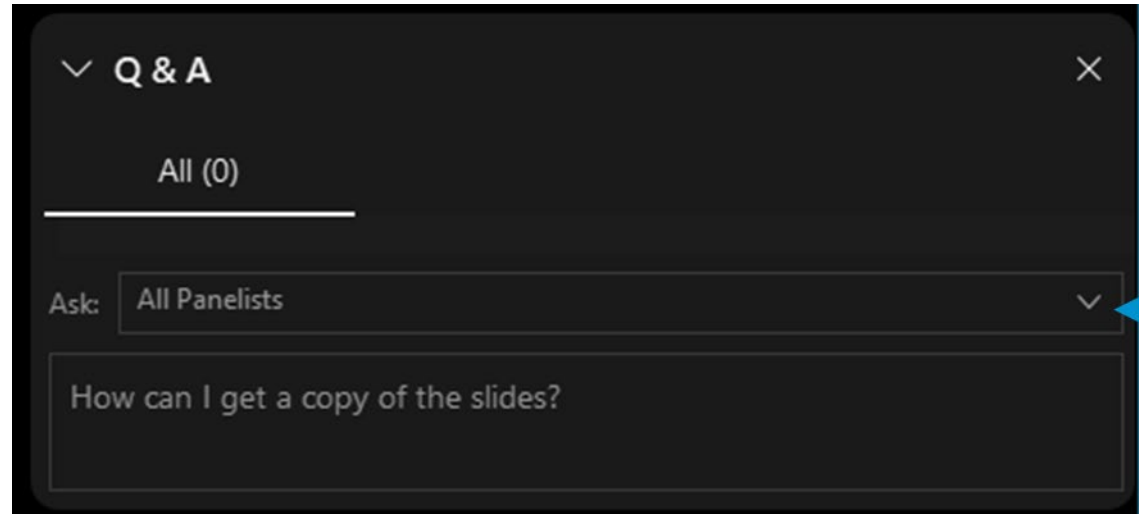 Q & A
All (0)
Ask: All Panelists
How can I get a copy of the slides?